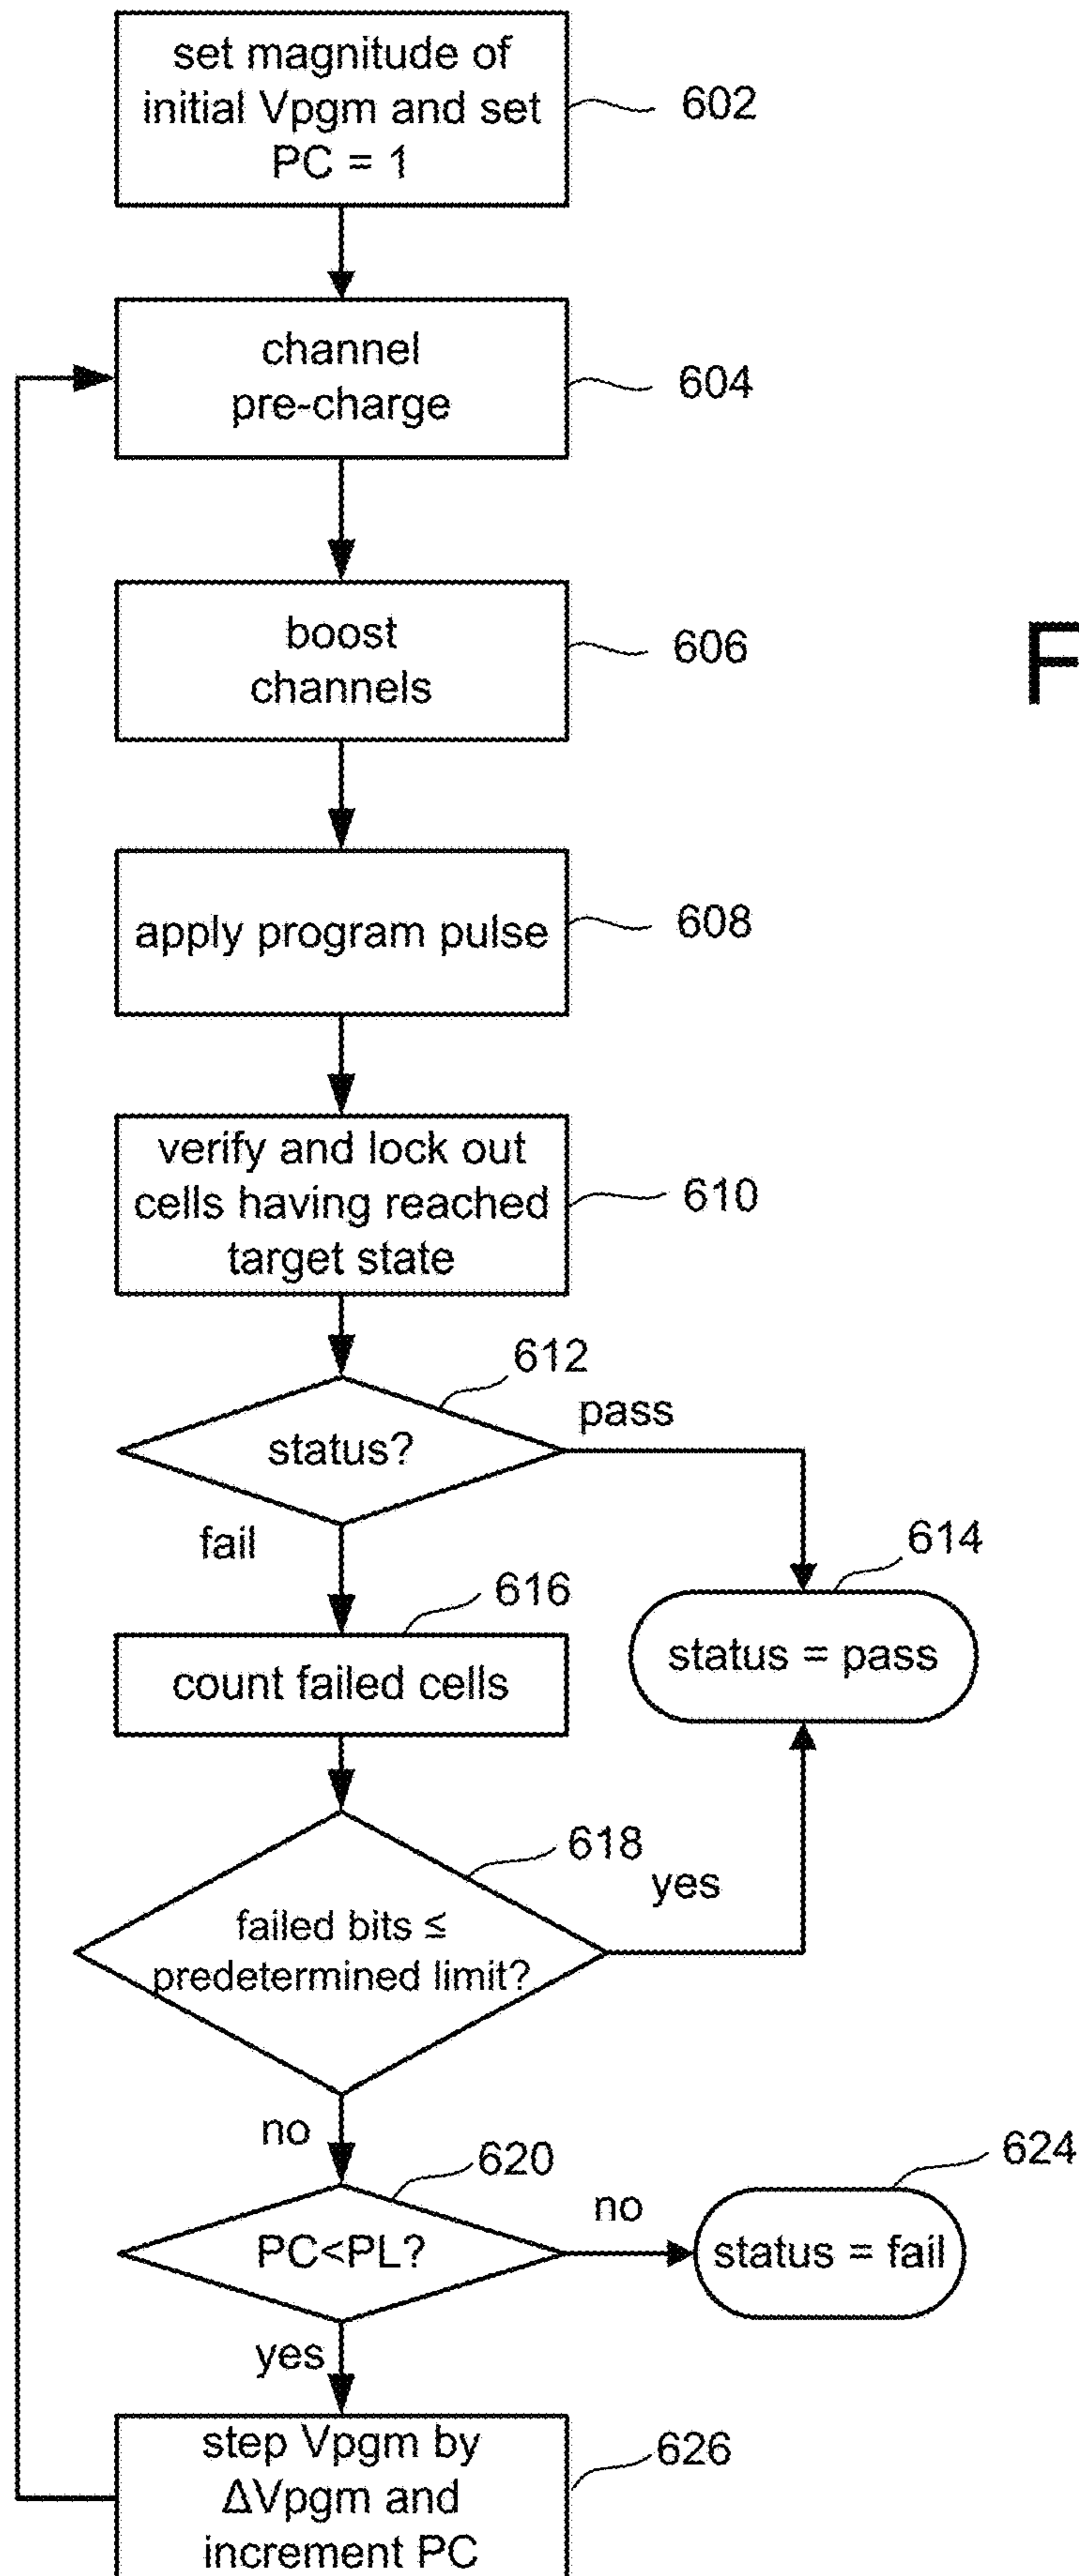 set magnitude of
initial Vpgm and set
PC = 1
602
channel
pre-charge
604
boost
channels
606
F
apply program pulse
608
verify and lock out
cells having reached
target state
610
612
status?
pass
fail
614
status = pass
616
count failed cells
618
yes
failed bits ≤
predetermined limit?
no
620
PC<PL?
no
624
status = fail
yes
step Vpgm by
ΔVpgm and
increment PC
626